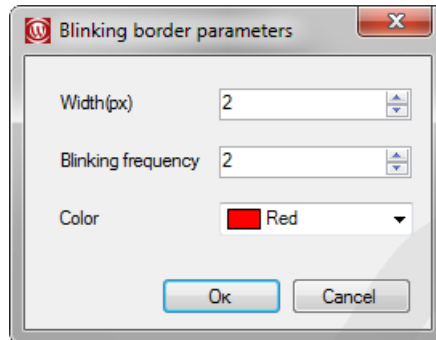 Blinking border parameters
Width(px) 2
Blinking frequency 2
Color Red
Ок Cancel